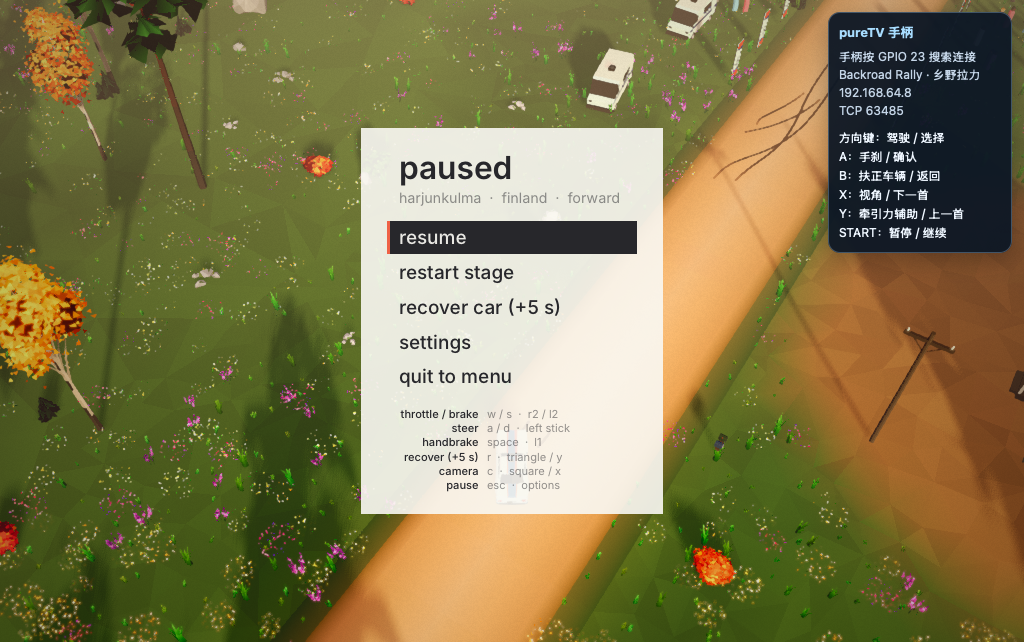 paused
harjunkulma · finland · forward
resume
restart stage
recover car (+5 s)
settings
quit to menu
throttle / brake w / s · r2 / l2
steer a / d · left stick
handbrake space · l1
recover (+5 s) r · triangle / y
camera c · square / x
pause esc · options
pureTV 手柄
手柄按 GPIO 23 搜索连接
Backroad Rally · 乡野拉力
192.168.64.8
TCP 63485
方向键：驾驶 / 选择
A：手刹 / 确认
B：扶正车辆 / 返回
X：视角 / 下一首
Y：牵引力辅助 / 上一首
START：暂停 / 继续